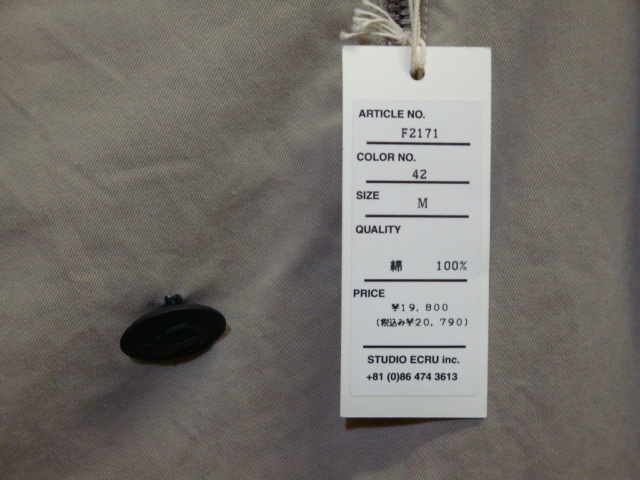 ARTICLE NO.
F2171
COLOR NO.
42
SIZE
M
QUALITY
綿 100%
PRICE
¥19,800
(税込み¥20,790)
STUDIO ECRU inc.
+81 (0)86 474 3613